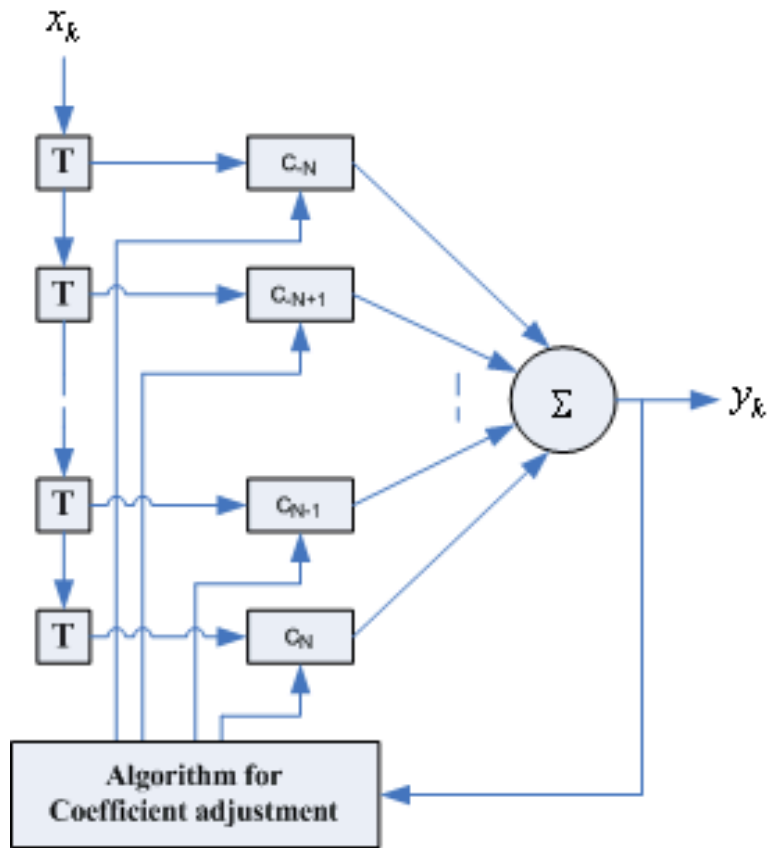 x_k
T
C_-N
T
C_-N+1
Σ
y_k
T
C_N-1
T
C_N
Algorithm for
Coefficient adjustment